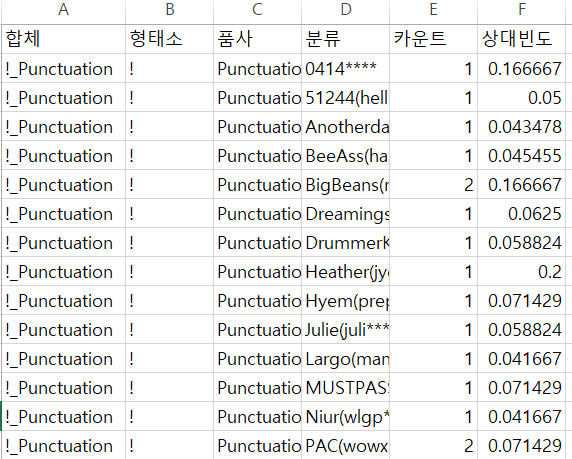 A B C D E F
합체 형태소 품사 분류 카운트 상대빈도
!_Punctuation ! Punctuatio 0414**** 1 0.166667
!_Punctuation ! Punctuatio 51244(hell 1 0.05
!_Punctuation ! Punctuatio Anotherda 1 0.043478
!_Punctuation ! Punctuatio BeeAss(ha 1 0.045455
!_Punctuation ! Punctuatio BigBeans(r 2 0.166667
!_Punctuation ! Punctuatio Dreamings 1 0.0625
!_Punctuation ! Punctuatio DrummerK 1 0.058824
!_Punctuation ! Punctuatio Heather(jy 1 0.2
!_Punctuation ! Punctuatio Hyem(prep 1 0.071429
!_Punctuation ! Punctuatio Julie(juli*** 1 0.058824
!_Punctuation ! Punctuatio Largo(man 1 0.041667
!_Punctuation ! Punctuatio MUSTPASS 1 0.071429
!_Punctuation ! Punctuatio Niur(wlgp* 1 0.041667
!_Punctuation ! Punctuatio PAC(wowx 2 0.071429